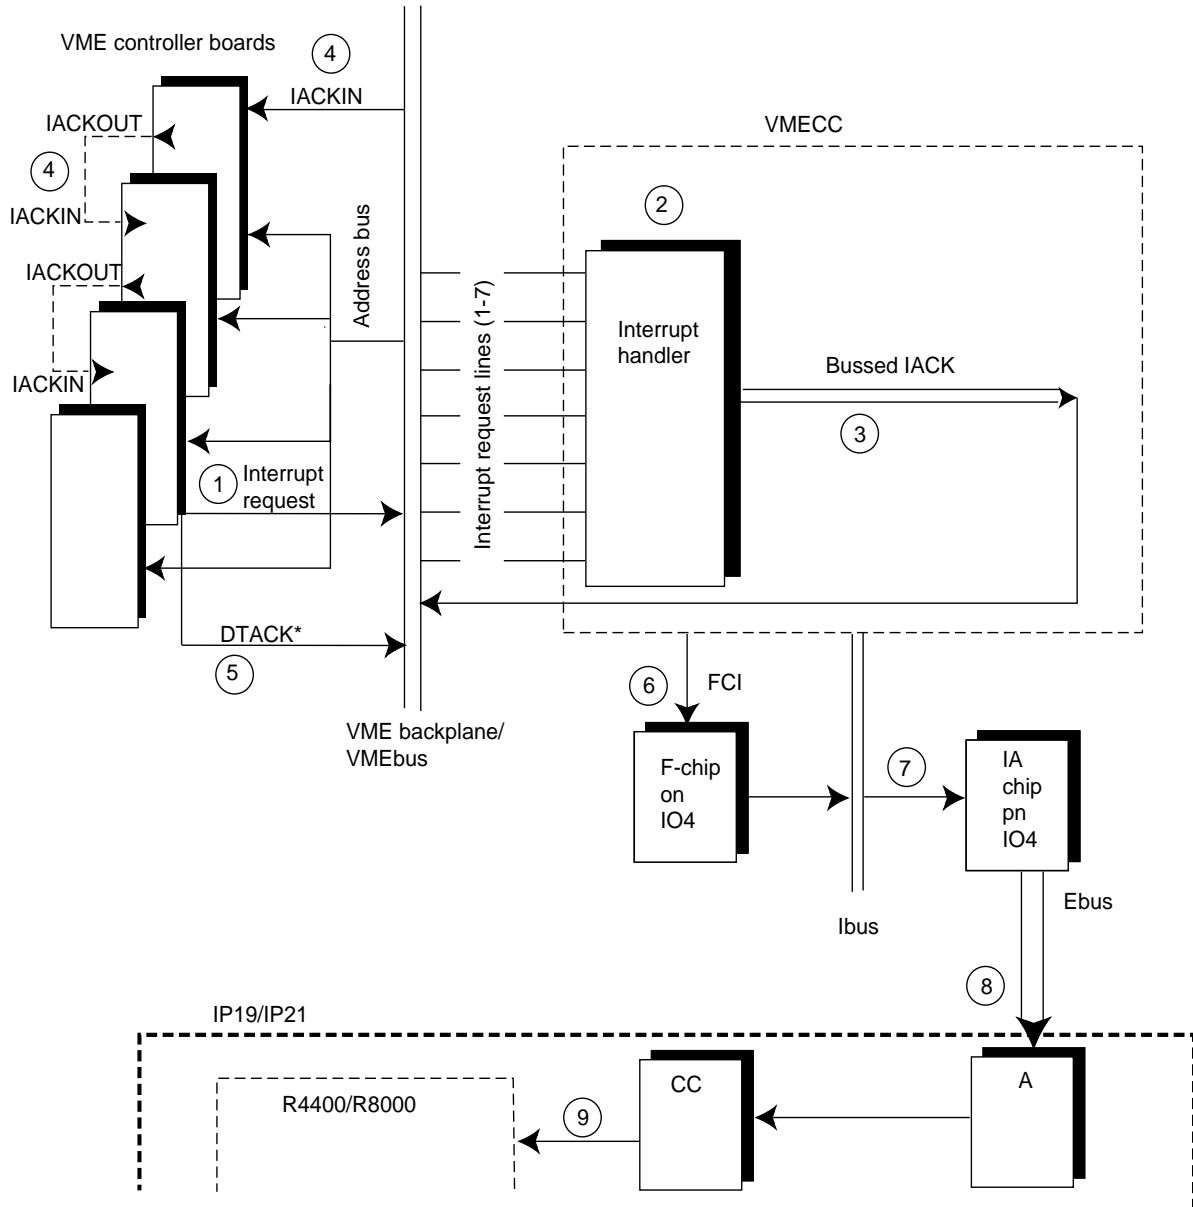 VME controller boards
4
IACKIN
IACKOUT
4
IACKIN
IACKOUT
IACKIN
Address bus
1
Interrupt
request
DTACK*
5
VME backplane/
VMEbus
Interrupt request lines (1-7)
VMECC
2
Interrupt
handler
Bussed IACK
3
6
FCI
F-chip
on
IO4
7
IA
chip
pn
IO4
Ibus
Ebus
8
IP19/IP21
R4400/R8000
9
CC
A